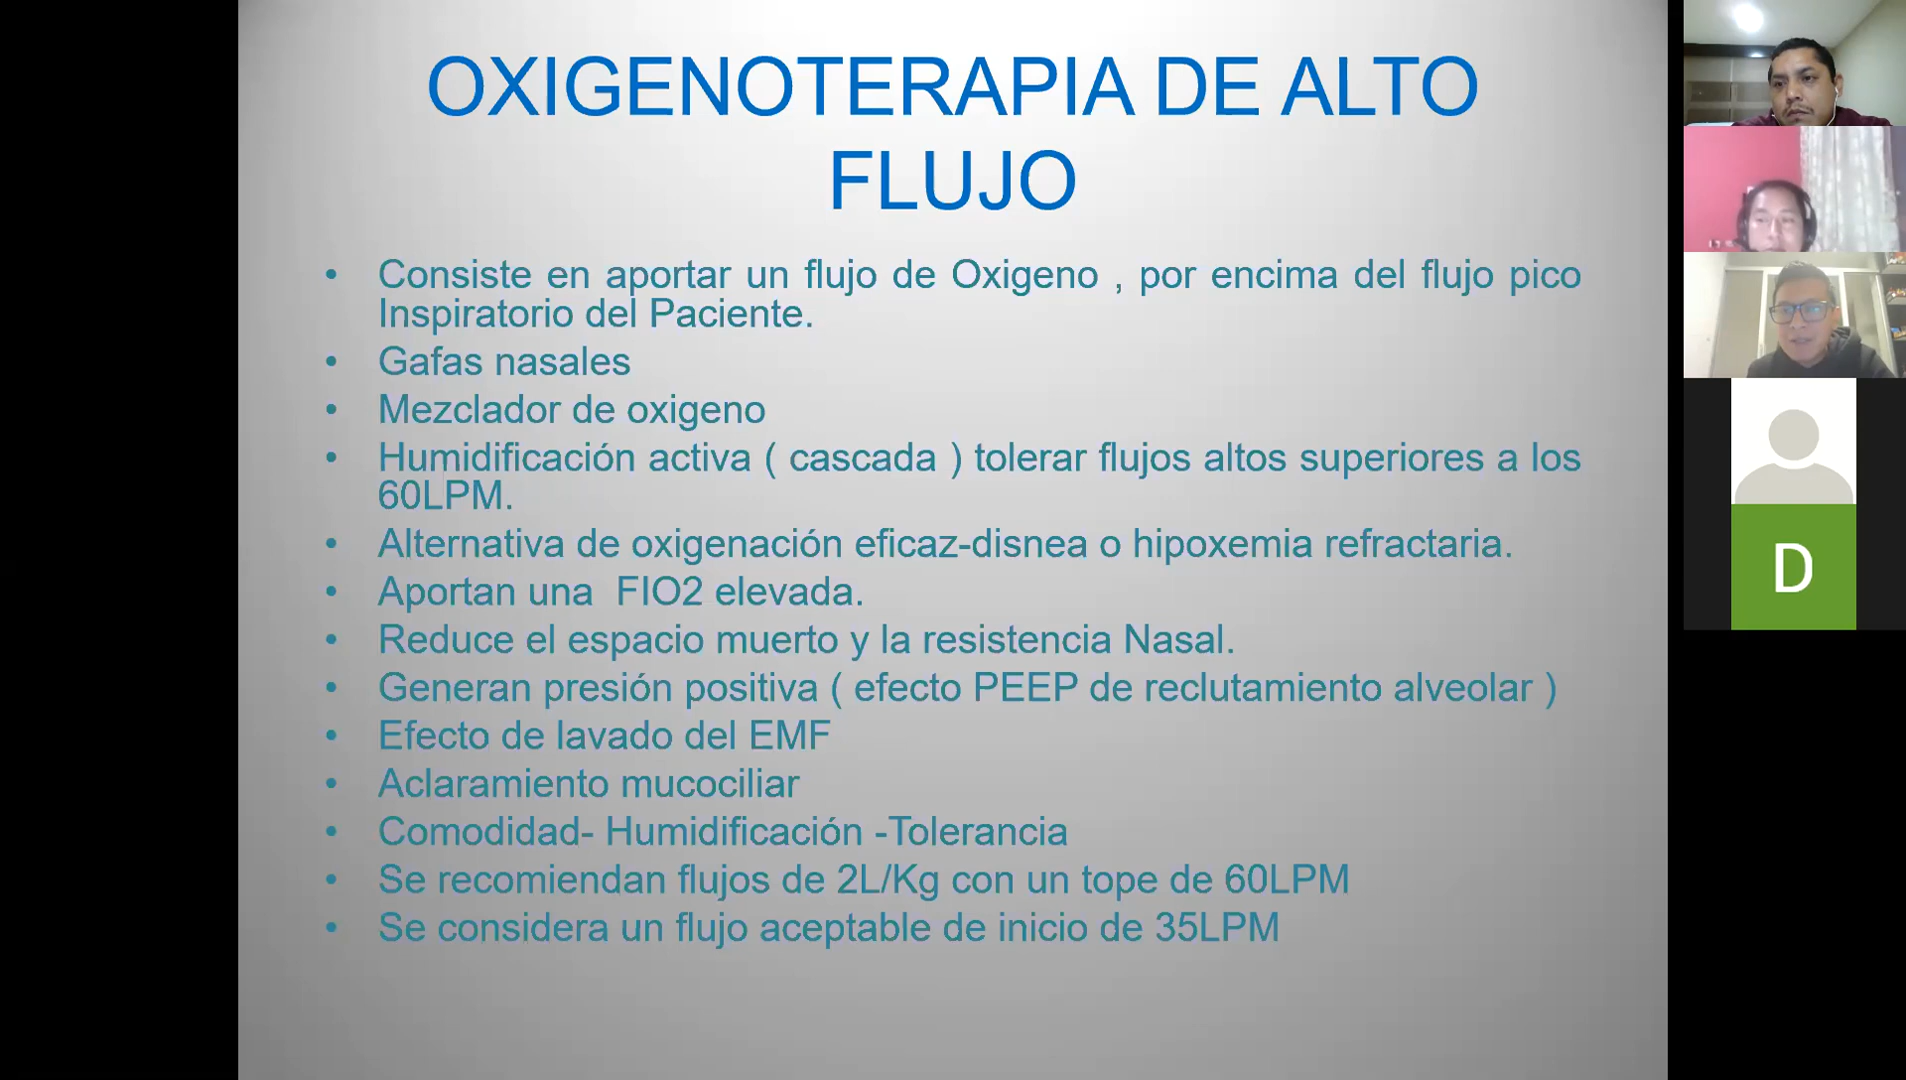 OXIGENOTERAPIA DE ALTO
FLUJO
• Consiste en aportar un flujo de Oxigeno , por encima del flujo pico
Inspiratorio del Paciente.
• Gafas nasales
• Mezclador de oxigeno
• Humidificación activa ( cascada ) tolerar flujos altos superiores a los
60LPM.
• Alternativa de oxigenación eficaz-disnea o hipoxemia refractaria.
• Aportan una FIO2 elevada.
• Reduce el espacio muerto y la resistencia Nasal.
• Generan presión positiva ( efecto PEEP de reclutamiento alveolar )
• Efecto de lavado del EMF
• Aclaramiento mucociliar
• Comodidad- Humidificación -Tolerancia
• Se recomiendan flujos de 2L/Kg con un tope de 60LPM
• Se considera un flujo aceptable de inicio de 35LPM
D